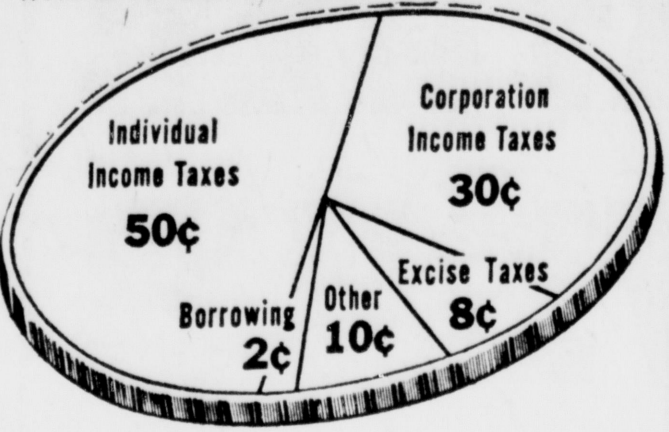 Individual
Income Taxes
50¢
Corporation
Income Taxes
30¢
Excise Taxes
8¢
Other
10¢
Borrowing
2¢